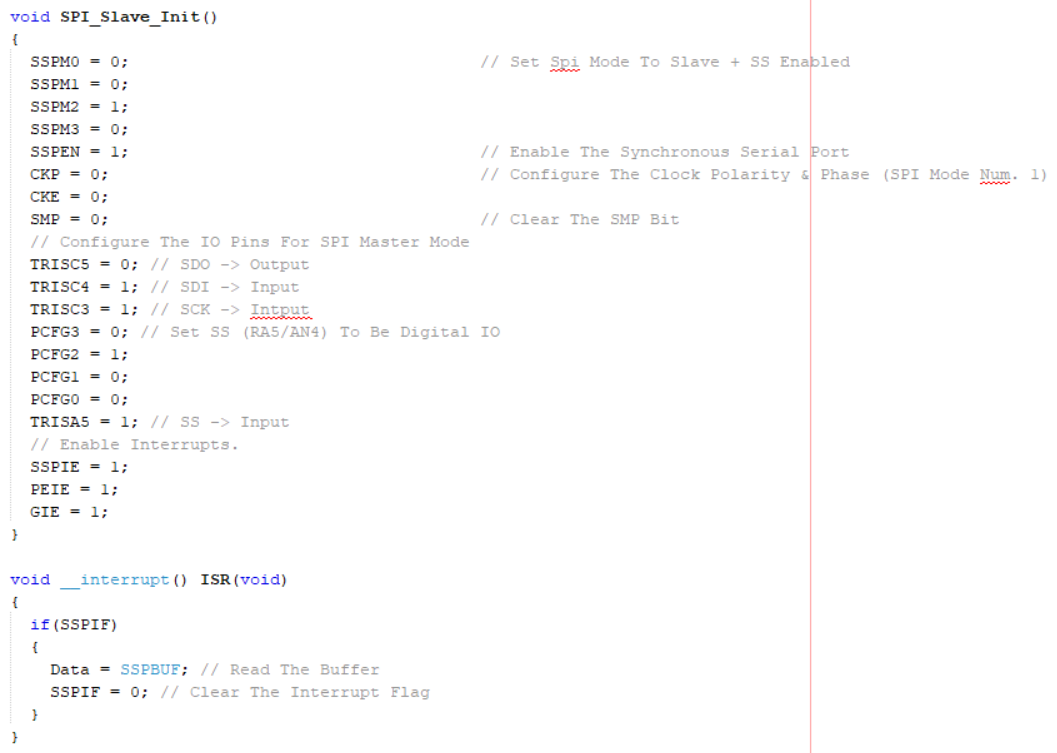 void SPI_Slave_Init()
{
  SSPM0 = 0;                                   // Set Spi Mode To Slave + SS Enabled
  SSPM1 = 0;
  SSPM2 = 1;
  SSPM3 = 0;
  SSPEN = 1;                                   // Enable The Synchronous Serial Port
  CKP = 0;                                     // Configure The Clock Polarity & Phase (SPI Mode Num. 1)
  CKE = 0;
  SMP = 0;                                     // Clear The SMP Bit
  // Configure The IO Pins For SPI Master Mode
  TRISC5 = 0; // SDO -> Output
  TRISC4 = 1; // SDI -> Input
  TRISC3 = 1; // SCK -> Intput
  PCFG3 = 0; // Set SS (RA5/AN4) To Be Digital IO
  PCFG2 = 1;
  PCFG1 = 0;
  PCFG0 = 0;
  TRISA5 = 1; // SS -> Input
  // Enable Interrupts.
  SSPIE = 1;
  PEIE = 1;
  GIE = 1;
}

void __interrupt() ISR(void)
{
  if(SSPIF)
  {
    Data = SSPBUF; // Read The Buffer
    SSPIF = 0; // Clear The Interrupt Flag
  }
}